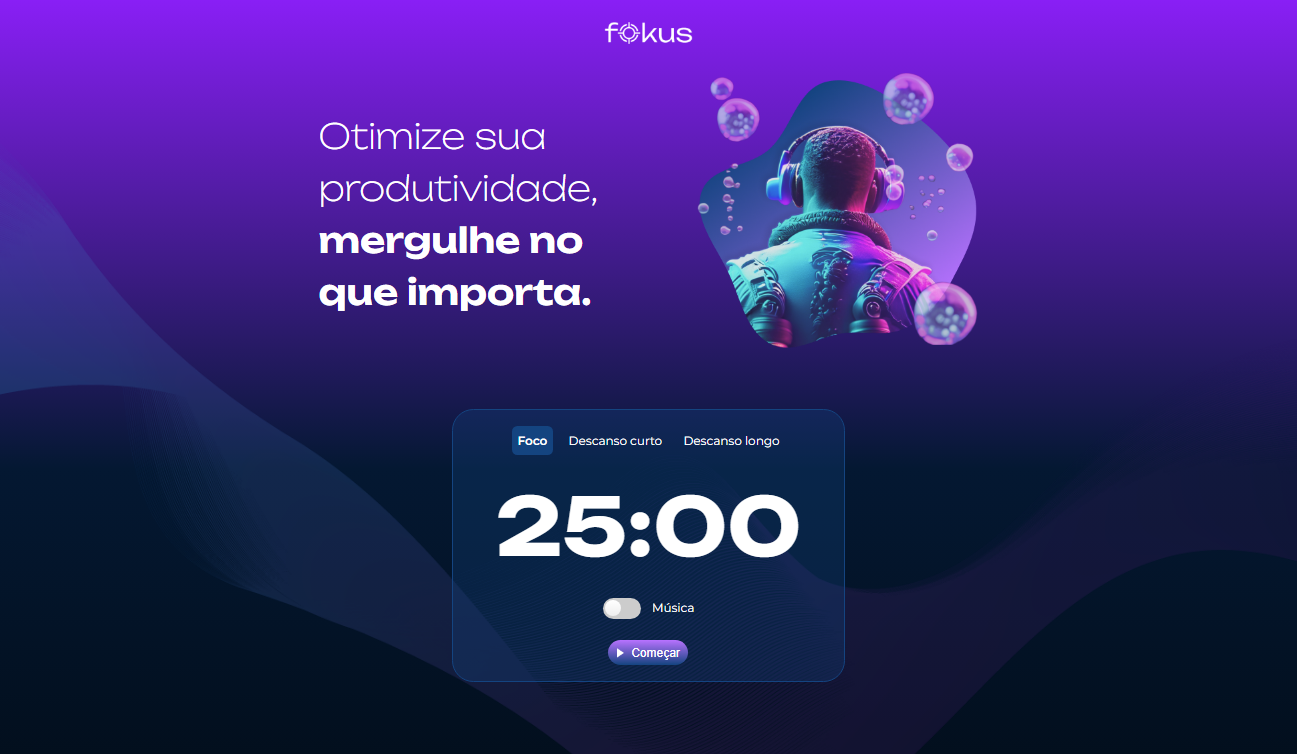 fokus
Otimize sua
produtividade,
mergulhe no
que importa.
Foco Descanso curto Descanso longo
25:00
Música
Começar